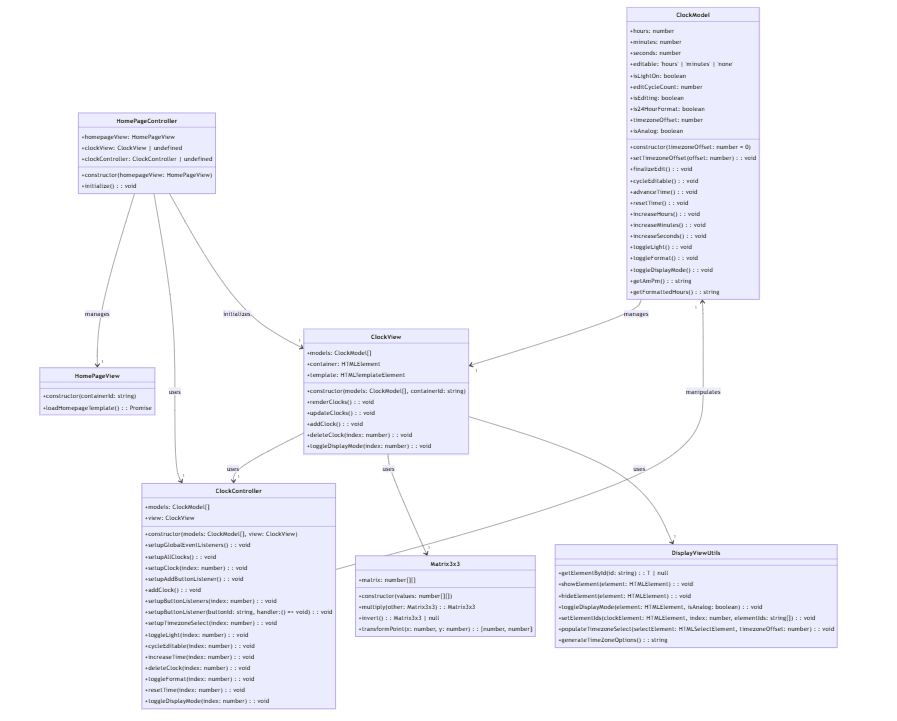 ClockModel
+hours: number
+minutes: number
+seconds: number
+editable: 'hours' | 'minutes' | 'none'
+isLightOn: boolean
+editCycleCount: number
+isEditing: boolean
+is24HourFormat: boolean
+timezoneOffset: number
+isAnalog: boolean
+constructor(timezoneOffset: number = 0)
+setTimezoneOffset(offset: number) : : void
+finalizeEdit() : : void
+cycleEditable() : : void
+advanceTime() : : void
+resetTime() : : void
+increaseHours() : : void
+increaseMinutes() : : void
+increaseSeconds() : : void
+toggleLight() : : void
+toggleFormat() : : void
+toggleDisplayMode() : : void
+getAmPm() : : string
+getFormattedHours() : : string
HomePageController
+homepageView: HomePageView
+clockView: ClockView | undefined
+clockController: ClockController | undefined
+constructor(homepageView: HomePageView)
+initialize() : : void
manages
1
initializes
1
manages
1
1
HomePageView
+constructor(containerId: string)
+loadHomepageTemplate() : : Promise
ClockView
+models: ClockModel[]
+container: HTMLElement
+template: HTMLTemplateElement
+constructor(models: ClockModel[], containerId: string)
+renderClocks() : : void
+updateClocks() : : void
+addClock() : : void
+deleteClock(index: number) : : void
+toggleDisplayMode(index: number) : : void
uses
manipulates
uses
uses
uses
1
1
1
1
ClockController
+models: ClockModel[]
+view: ClockView
+constructor(models: ClockModel[], view: ClockView)
+setupGlobalEventListeners() : : void
+setupAllClocks() : : void
+setupClock(index: number) : : void
+setupAddButtonListener() : : void
+addClock() : : void
+setupButtonListeners(index: number) : : void
+setupButtonListener(buttonId: string, handler:() => void) : : void
+setupTimezoneSelect(index: number) : : void
+toggleLight(index: number) : : void
+cycleEditable(index: number) : : void
+increaseTime(index: number) : : void
+deleteClock(index: number) : : void
+toggleFormat(index: number) : : void
+resetTime(index: number) : : void
+toggleDisplayMode(index: number) : : void
Matrix3x3
+matrix: number[][]
+constructor(values: number[][])
+multiply(other: Matrix3x3) : : Matrix3x3
+invert() : : Matrix3x3 | null
+transformPoint(x: number, y: number) : : [number, number]
DisplayViewUtils
+getElementById(id: string) : : T | null
+showElement(element: HTMLElement) : : void
+hideElement(element: HTMLElement) : : void
+toggleDisplayMode(element: HTMLElement, isAnalog: boolean) : : void
+setElementIds(clockElement: HTMLElement, index: number, elementIds: string[]) : : void
+populateTimezoneSelect(selectElement: HTMLSelectElement, timezoneOffset: number) : : void
+generateTimezoneOptions() : : string